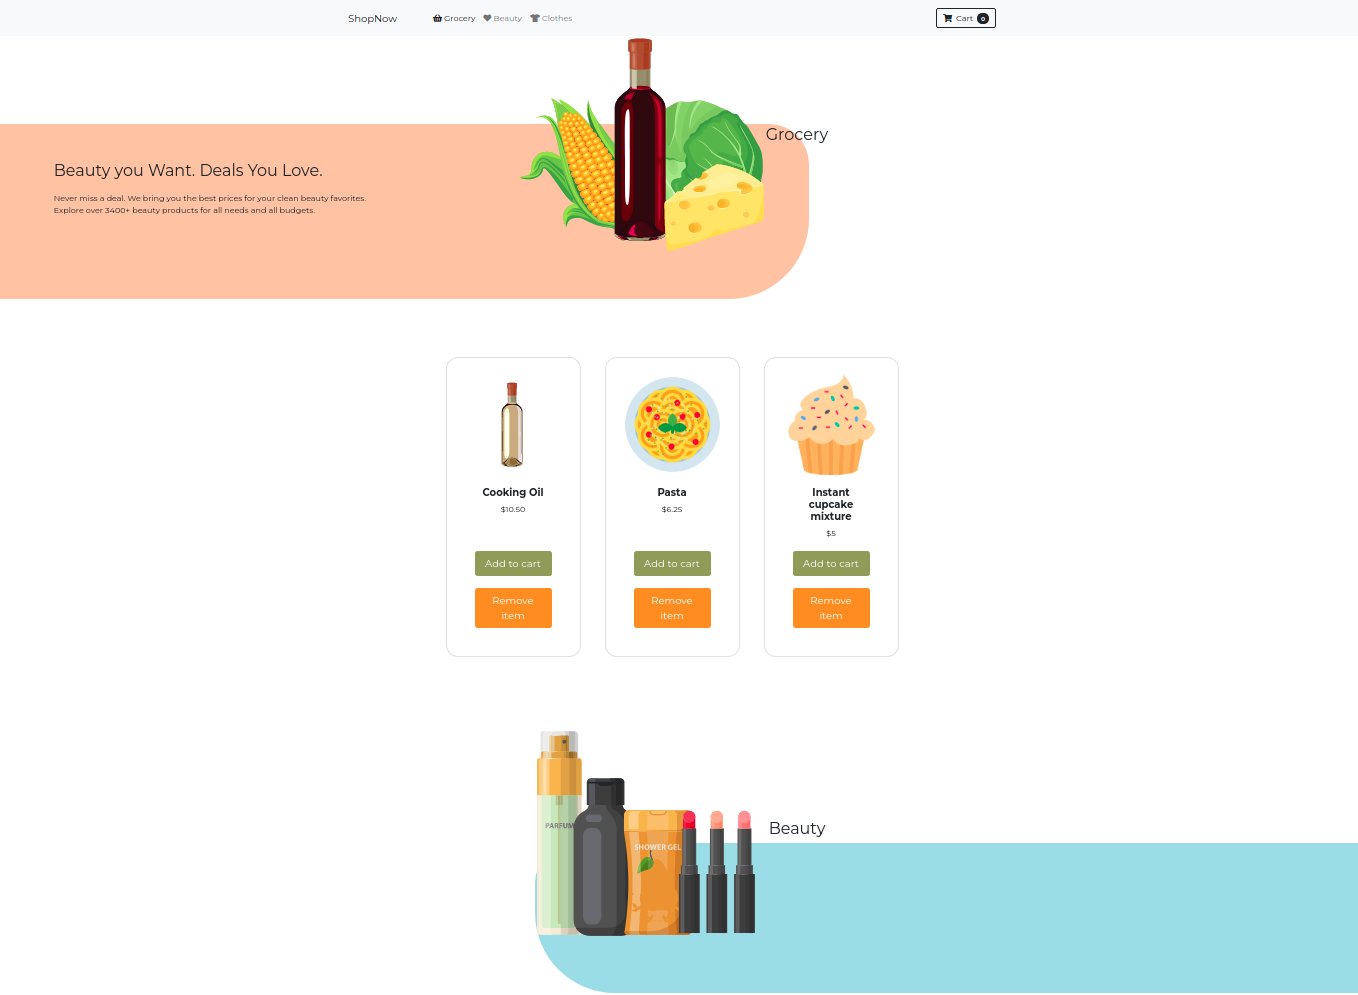 ShopNow
Grocery
Beauty
Clothes
Cart 0
Grocery
Beauty you Want. Deals You Love.
Never miss a deal. We bring you the best prices for your clean beauty favorites.
Explore over 3400+ beauty products for all needs and all budgets.
Cooking Oil
$10.50
Add to cart
Remove
item
Pasta
$6.25
Add to cart
Remove
item
Instant
cupcake
mixture
$5
Add to cart
Remove
item
PARFUM
SHOWER GEL
Beauty